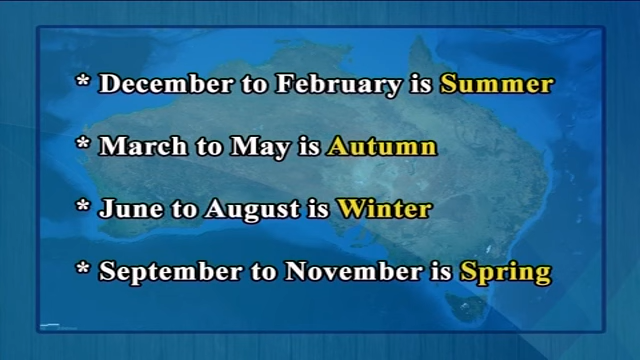 * December to February is Summer
* March to May is Autumn
* June to August is Winter
* September to November is Spring